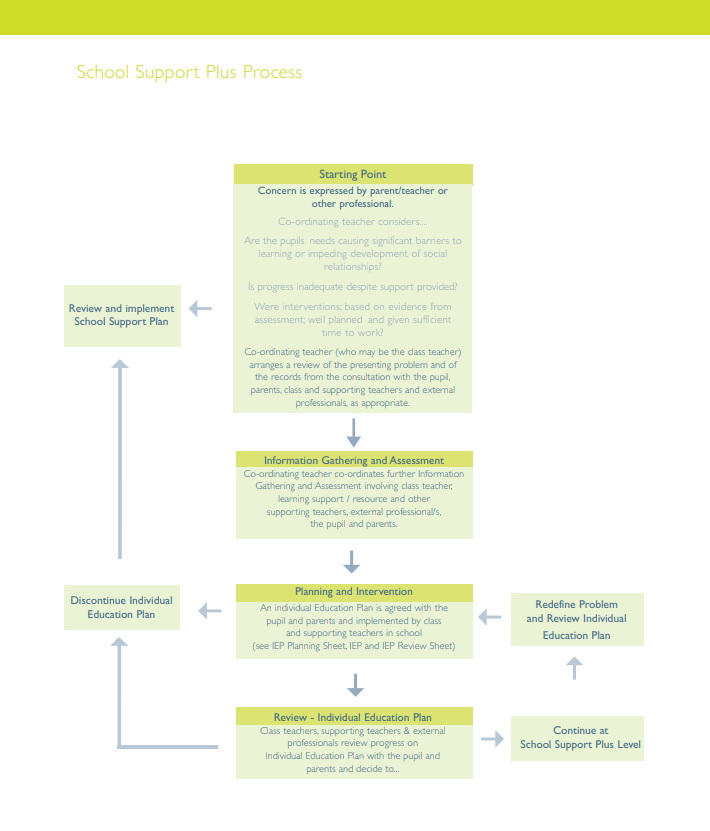 School Support Plus Process
Starting Point
Concern is expressed by parent/teacher or
other professional.
Co-ordinating teacher considers...
Are the pupils needs causing significant barriers to
learning or impeding development of social
relationships?
Is progress inadequate despite support provided?
Were interventions; based on evidence from
assessment; well planned and given sufficient
time to work?
Co-ordinating teacher (who may be the class teacher)
arranges a review of the presenting problem and of
the records from the consultation with the pupil,
parents, class and supporting teachers and external
professionals, as appropriate.
Review and implement
School Support Plan
Information Gathering and Assessment
Co-ordinating teacher co-ordinates further Information
Gathering and Assessment involving class teacher,
learning support / resource and other
supporting teachers, external professional/s,
the pupil and parents.
Discontinue Individual
Education Plan
Planning and Intervention
An individual Education Plan is agreed with the
pupil and parents and implemented by class
and supporting teachers in school
(see IEP Planning Sheet, IEP and IEP Review Sheet)
Redefine Problem
and Review Individual
Education Plan
Review - Individual Education Plan
Class teachers, supporting teachers & external
professionals review progress on
Individual Education Plan with the pupil and
parents and decide to...
Continue at
School Support Plus Level